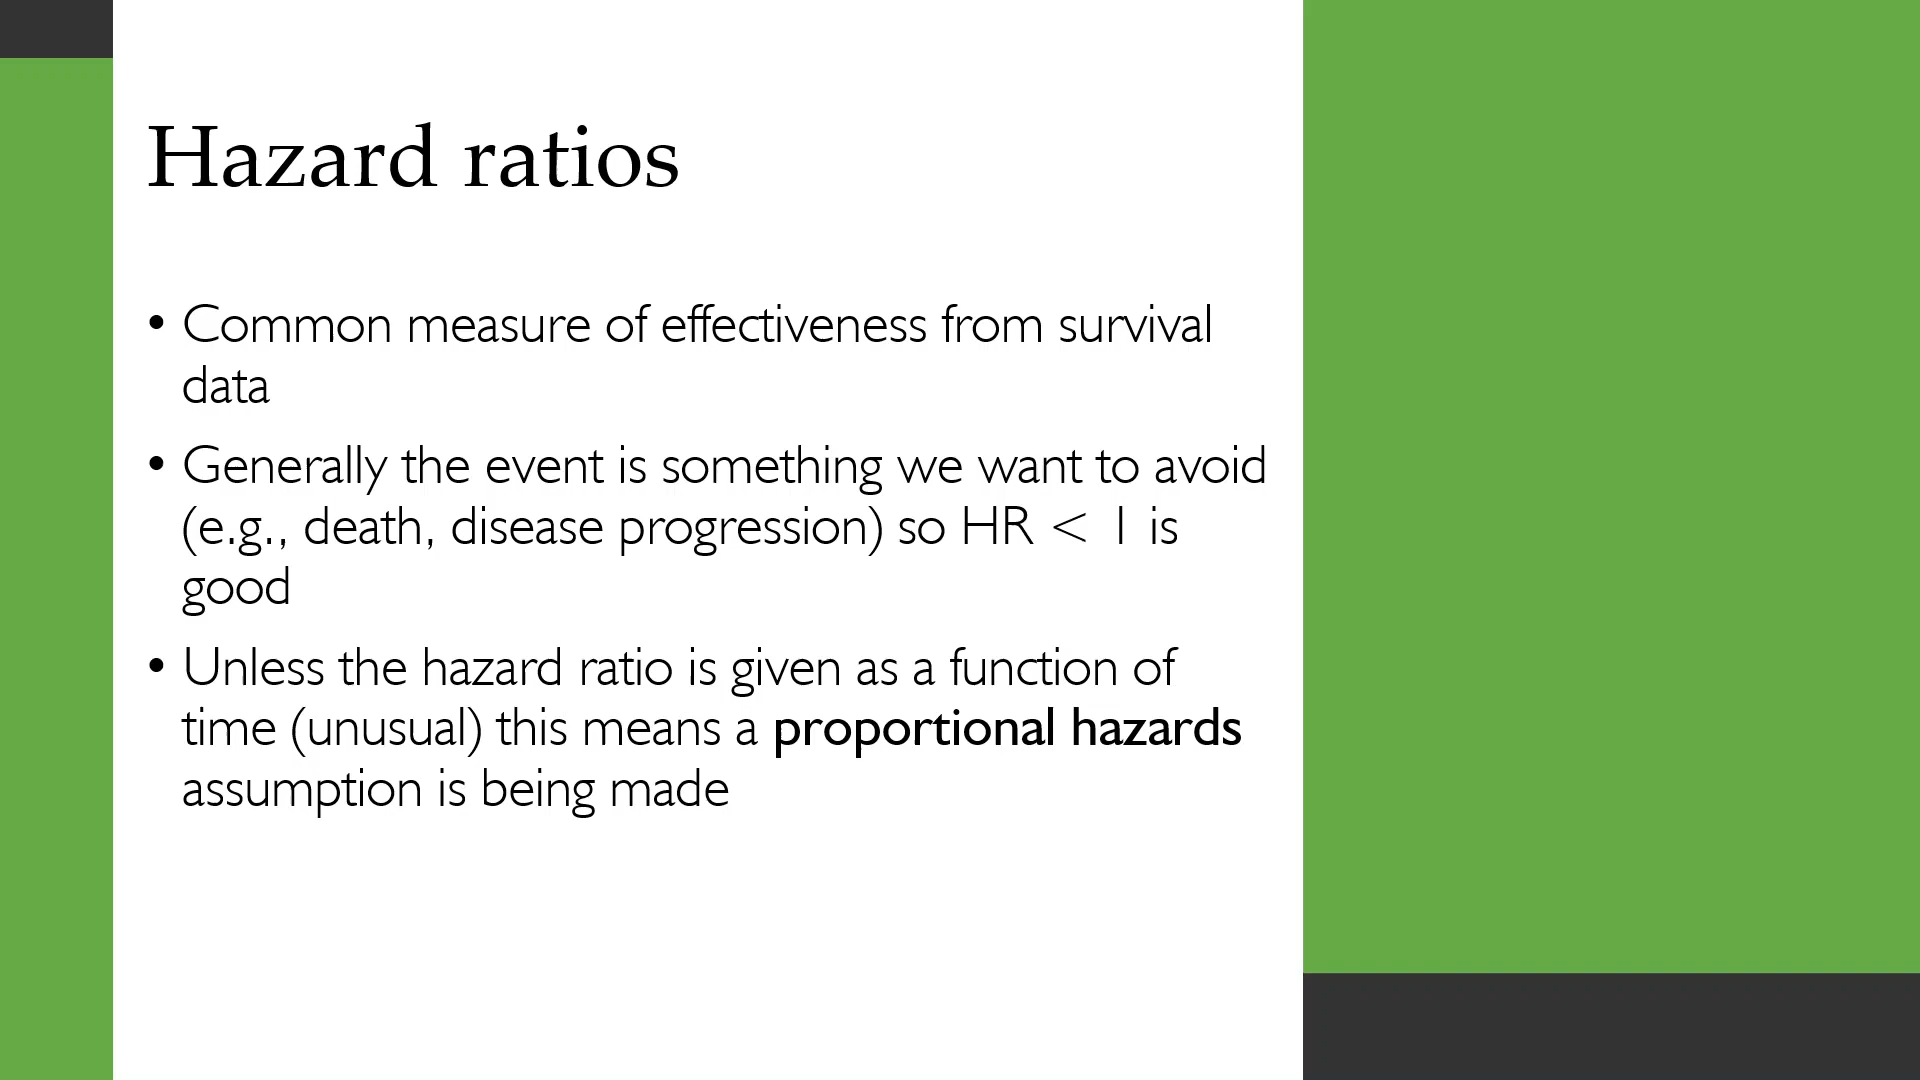 Hazard ratios
• Common measure of effectiveness from survival
data
• Generally the event is something we want to avoid
(e.g., death, disease progression) so HR < 1 is
good
• Unless the hazard ratio is given as a function of
time (unusual) this means a proportional hazards
assumption is being made